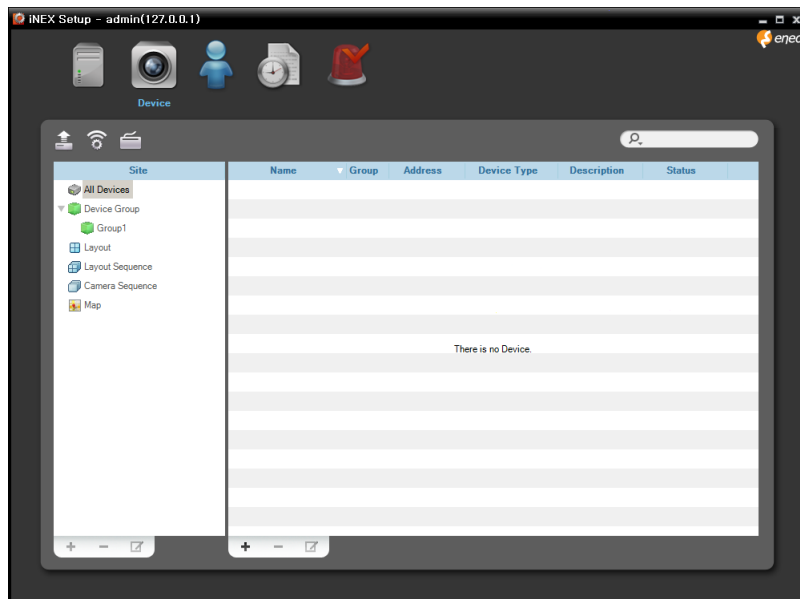 iNEX Setup - admin(127.0.0.1)
eneo
Device
Site
Name Group Address Device Type Description Status
All Devices
Device Group
Group1
Layout
Layout Sequence
Camera Sequence
Map
There is no Device.